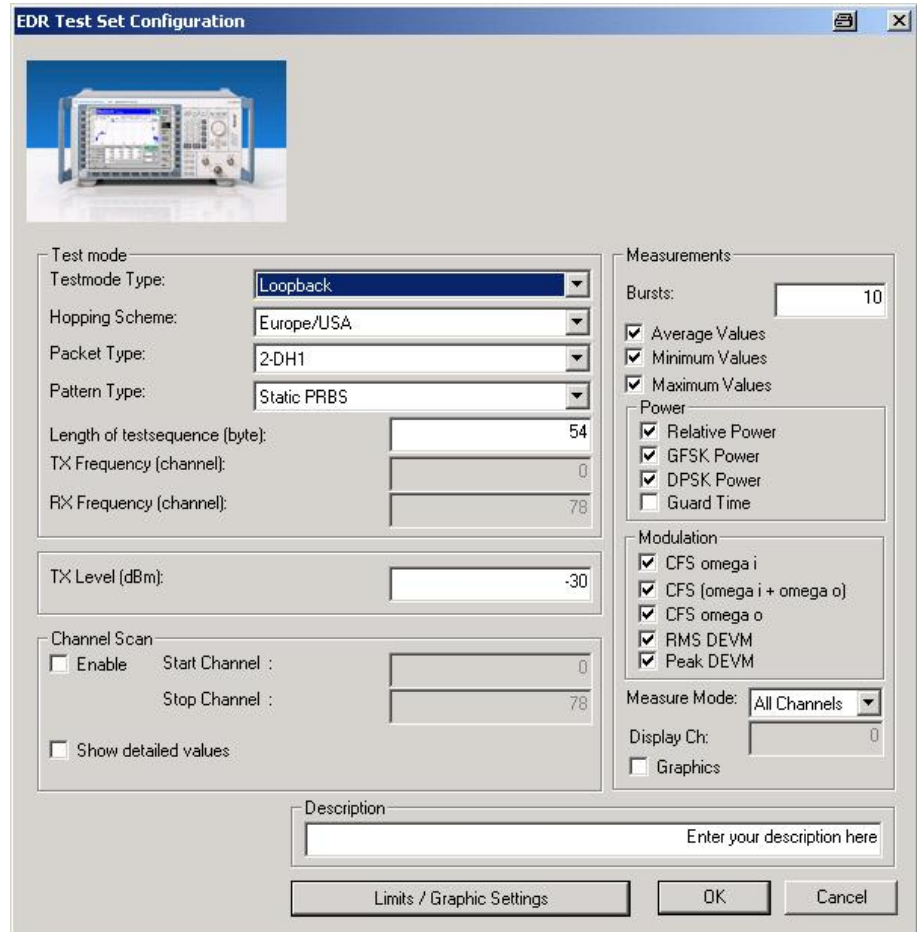 EDR Test Set Configuration
Test mode
Testmode Type: Loopback
Hopping Scheme: Europe/USA
Packet Type: 2-DH1
Pattern Type: Static PRBS
Length of testsequence (byte): 54
TX Frequency (channel): 0
RX Frequency (channel): 78
TX Level (dBm): -30
Channel Scan
Enable Start Channel : 0
Stop Channel : 78
Show detailed values
Measurements
Bursts: 10
Average Values
Minimum Values
Maximum Values
Power
Relative Power
GFSK Power
DPSK Power
Guard Time
Modulation
CFS omega i
CFS (omega i + omega o)
CFS omega o
RMS DEVM
Peak DEVM
Measure Mode: All Channels
Display Ch: 0
Graphics
Description
Enter your description here
Limits / Graphic Settings
OK
Cancel